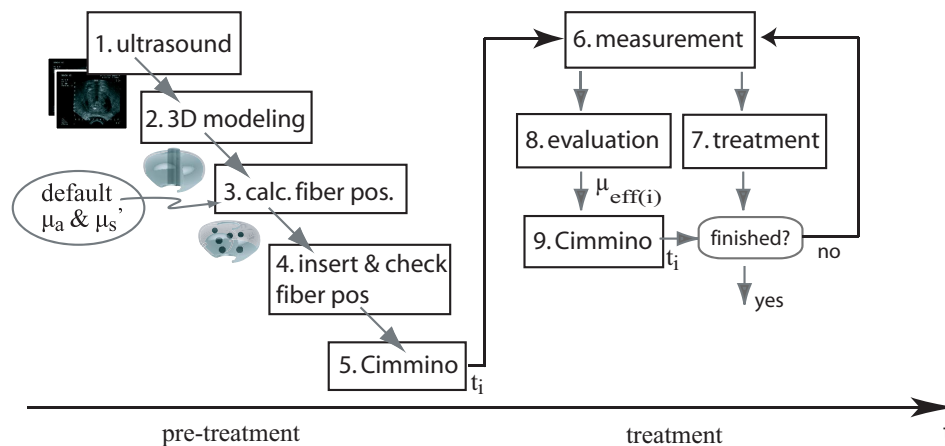 1. ultrasound
2. 3D modeling
default
μa & μs'
3. calc. fiber pos.
4. insert & check
fiber pos
5. Cimmino
ti
6. measurement
8. evaluation
7. treatment
μeff(i)
9. Cimmino
ti
finished?
no
yes
pre-treatment
treatment